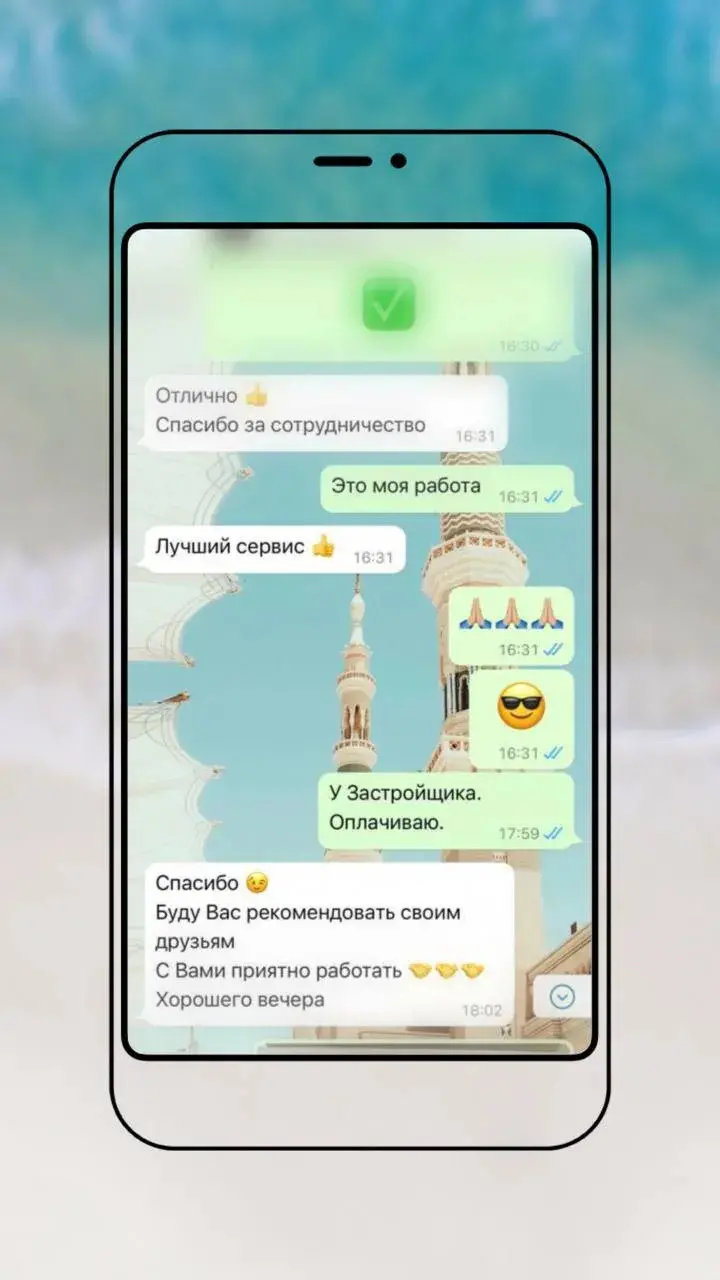 ✅
16:30
Отлично 👍
Спасибо за сотрудничество
16:31
Это моя работа
16:31
Лучший сервис 👍
16:31
🙏🙏🙏
16:31
😎
16:31
У Застройщика.
Оплачиваю.
17:59
Спасибо 😉
Буду Вас рекомендовать своим
друзьям
С Вами приятно работать 🤝🤝🤝
Хорошего вечера
18:02